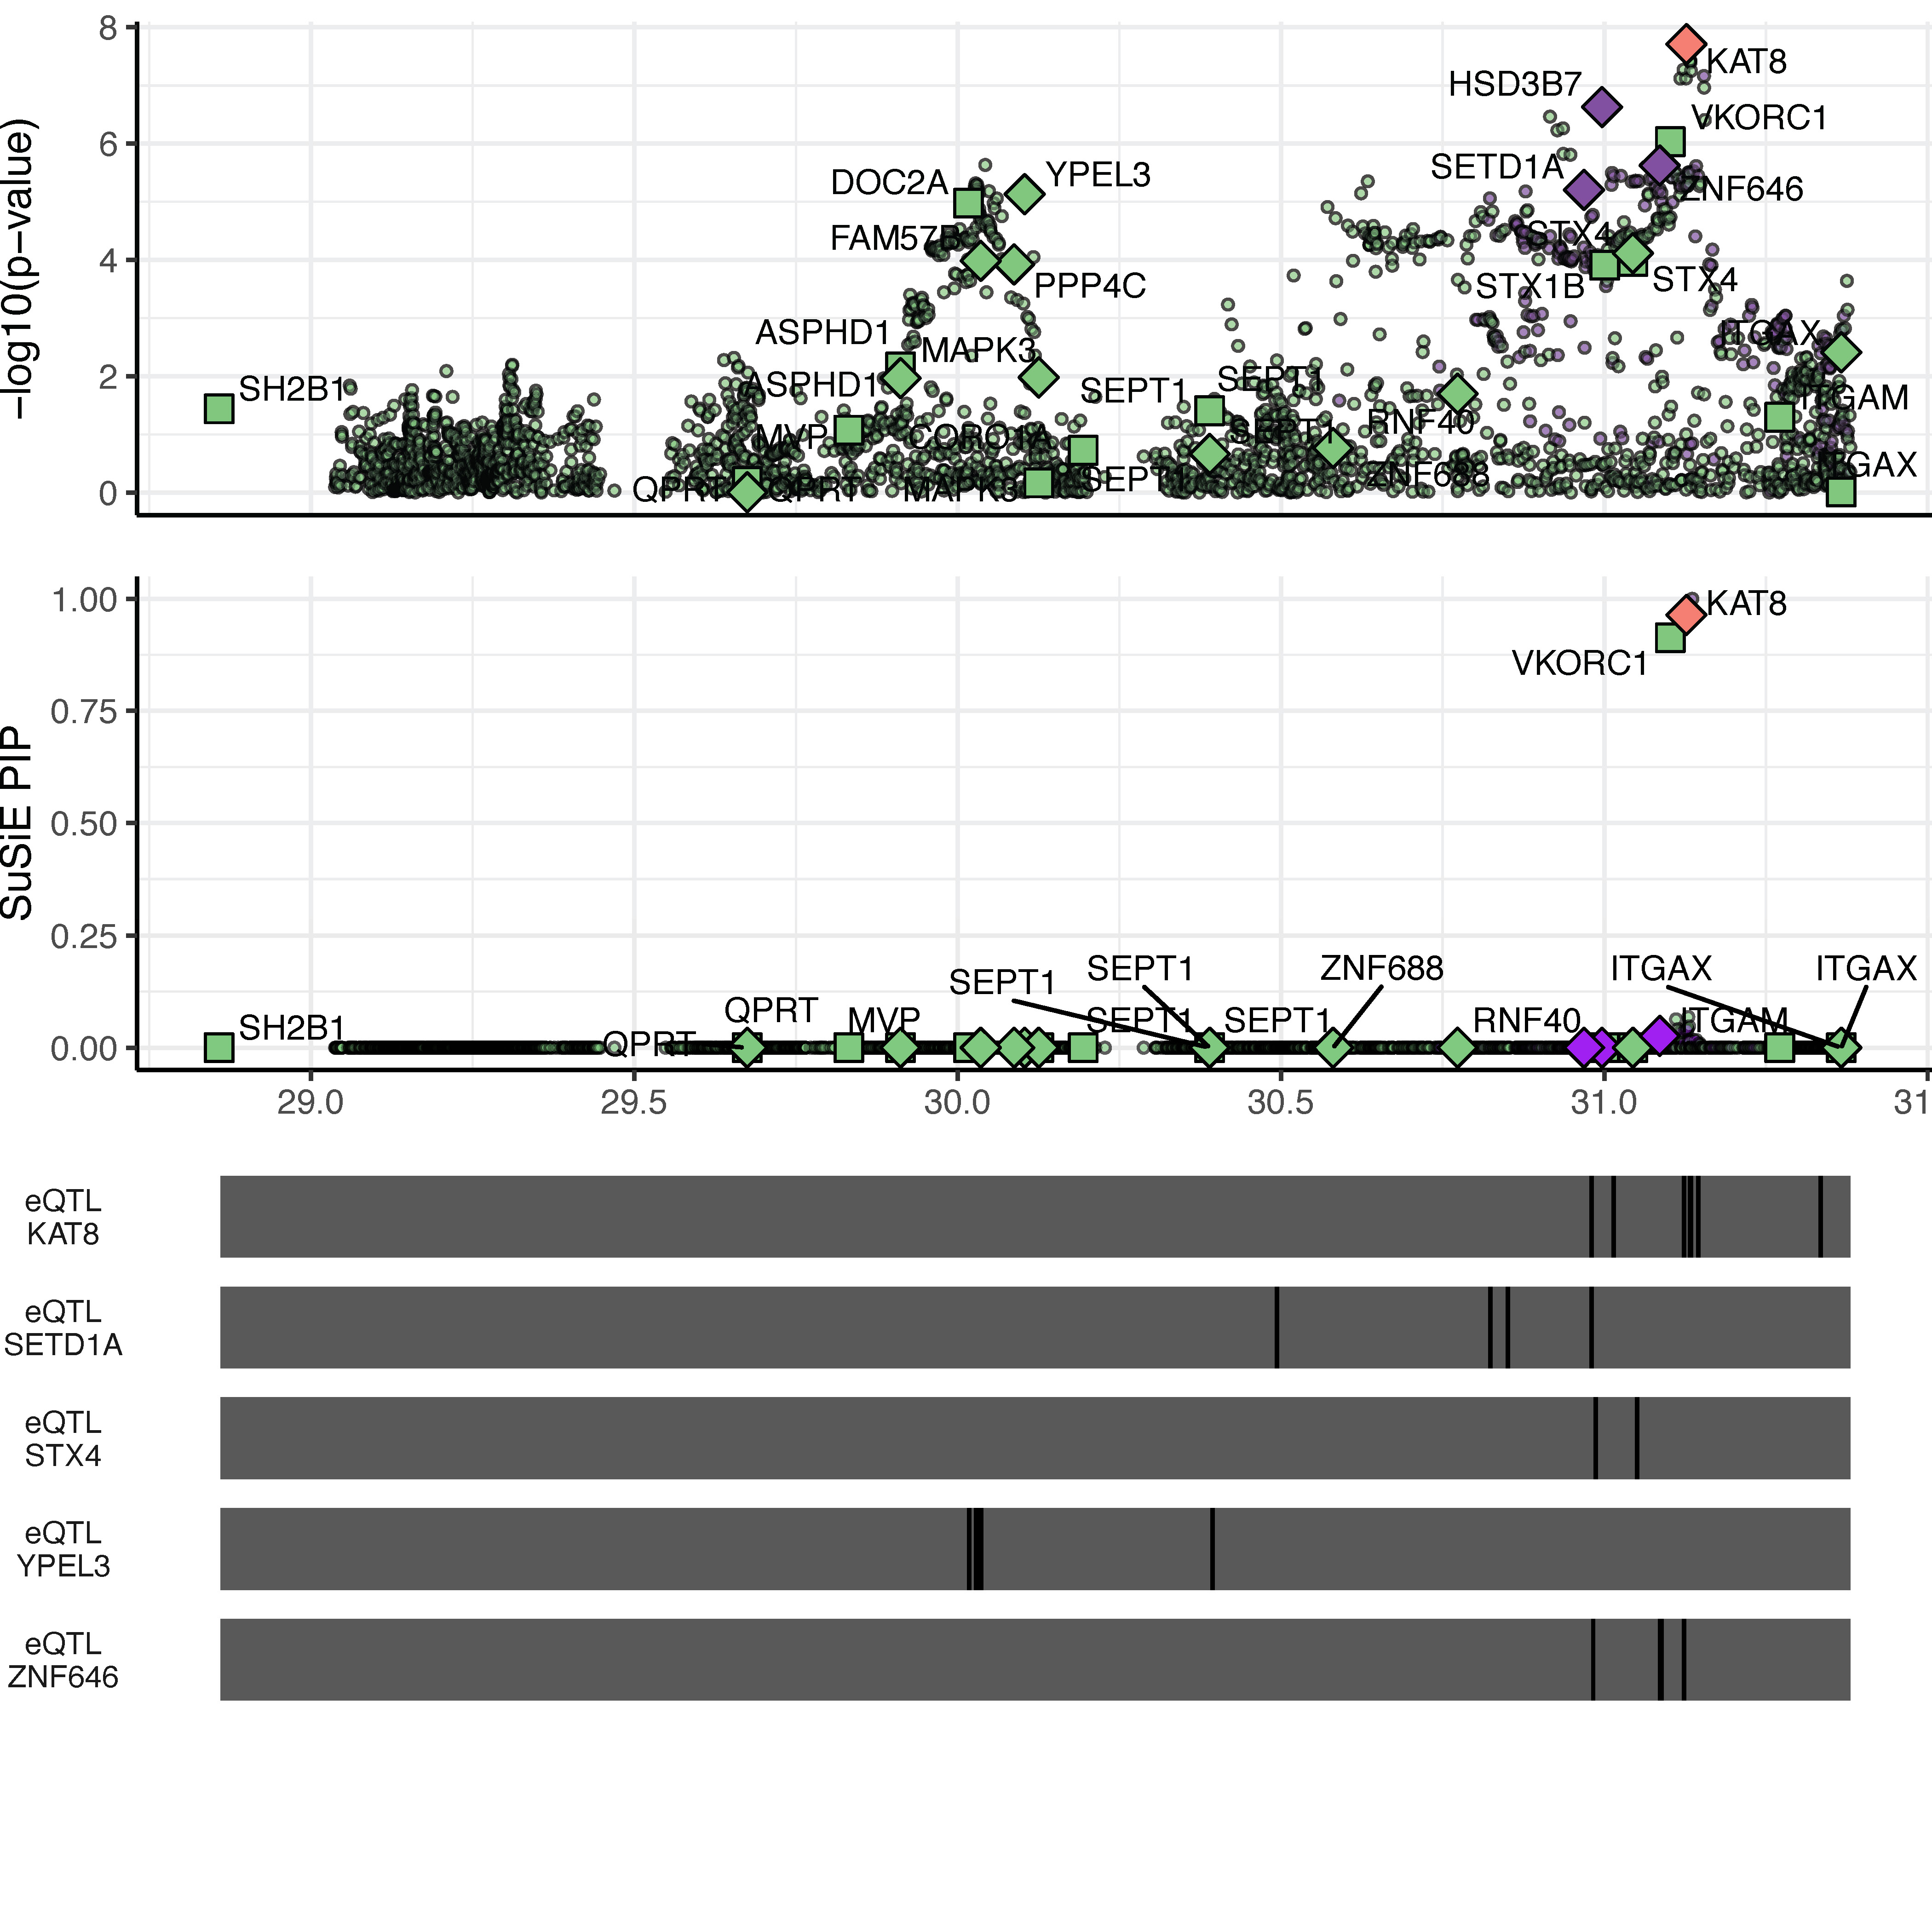 8
KAT8
HSD3B7
VKORC1
6
SETD1A
DOC2A
YPEL3
ZNF646
FAM57B
STX4
4
PPP4C
STX1B
STX4
−log10(p−value)
ASPHD1
MAPK3
ITGAX
2
SH2B1
ASPHD1
SEPT1
SEPT1
ITGAM
RNF40
MVP
CORO1A
SEPT1
ITGAX
0
QPRT
QPRT
MAPK3
SEPT1
ZNF688
1.00
KAT8
VKORC1
0.75
SuSiE PIP
0.50
0.25
SEPT1
SEPT1
ZNF688
ITGAX
ITGAX
QPRT
SH2B1
MVP
SEPT1
SEPT1
RNF40
ITGAM
QPRT
0.00
29.0
29.5
30.0
30.5
31.0
31
eQTL
KAT8
eQTL
SETD1A
eQTL
STX4
eQTL
YPEL3
eQTL
ZNF646